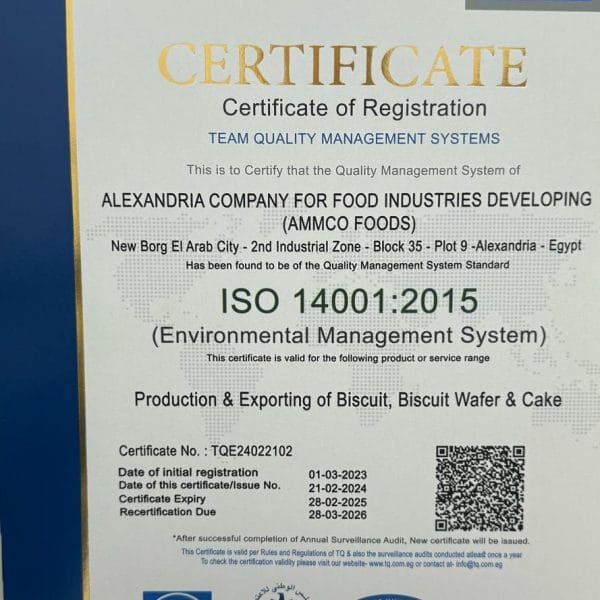 CERTIFICATE
Certificate of Registration
TEAM QUALITY MANAGEMENT SYSTEMS
This is to Certify that the Quality Management System of
ALEXANDRIA COMPANY FOR FOOD INDUSTRIES DEVELOPING
(AMMCO FOODS)
New Borg El Arab City - 2nd Industrial Zone - Block 35 - Plot 9 -Alexandria - Egypt
Has been found to be of the Quality Management System Standard
ISO 14001:2015
(Environmental Management System)
This certificate is valid for the following product or service range
Production & Exporting of Biscuit, Biscuit Wafer & Cake
Certificate No. : TQE24022102
Date of initial registration 01-03-2023
Date of this certificate/Issue No. 21-02-2024
Certificate Expiry 28-02-2025
Recertification Due 28-03-2026
*After successful completion of Annual Surveillance Audit, New certificate will be issued.
This Certificate is valid per Rules and Regulations of TQ & also the surveillance audits conducted atleast once a year
To check the certification validity please visit our website- www.tq.com.eg or contact at- info@tq.com.eg